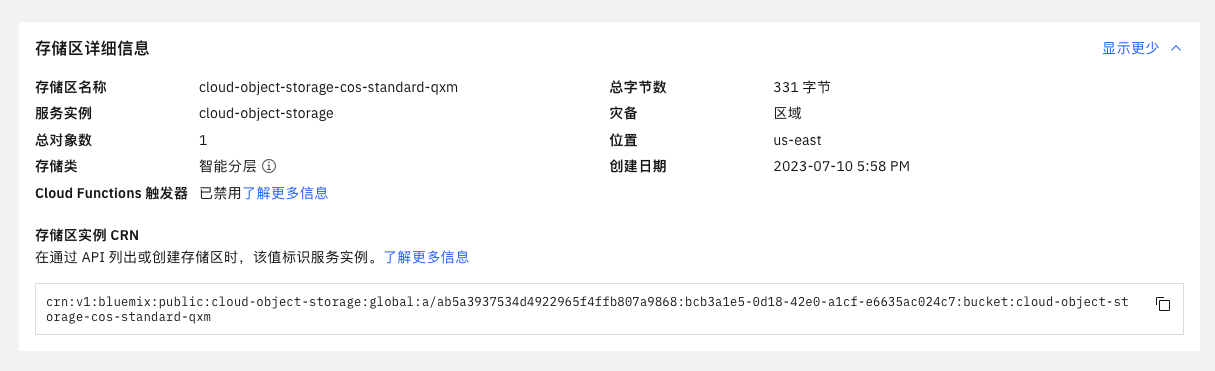 存储区详细信息
显示更少
存储区名称 cloud-object-storage-cos-standard-qxm 总字节数 331 字节
服务实例 cloud-object-storage 灾备 区域
总对象数 1 位置 us-east
存储类 智能分层 创建日期 2023-07-10 5:58 PM
Cloud Functions 触发器 已禁用了解更多信息
存储区实例 CRN
在通过 API 列出或创建存储区时，该值标识服务实例。了解更多信息
crn:v1:bluemix:public:cloud-object-storage:global:a/ab5a3937534d4922965f4ffb807a9868:bcb3a1e5-0d18-42e0-a1cf-e6635ac024c7:bucket:cloud-object-st
orage-cos-standard-qxm